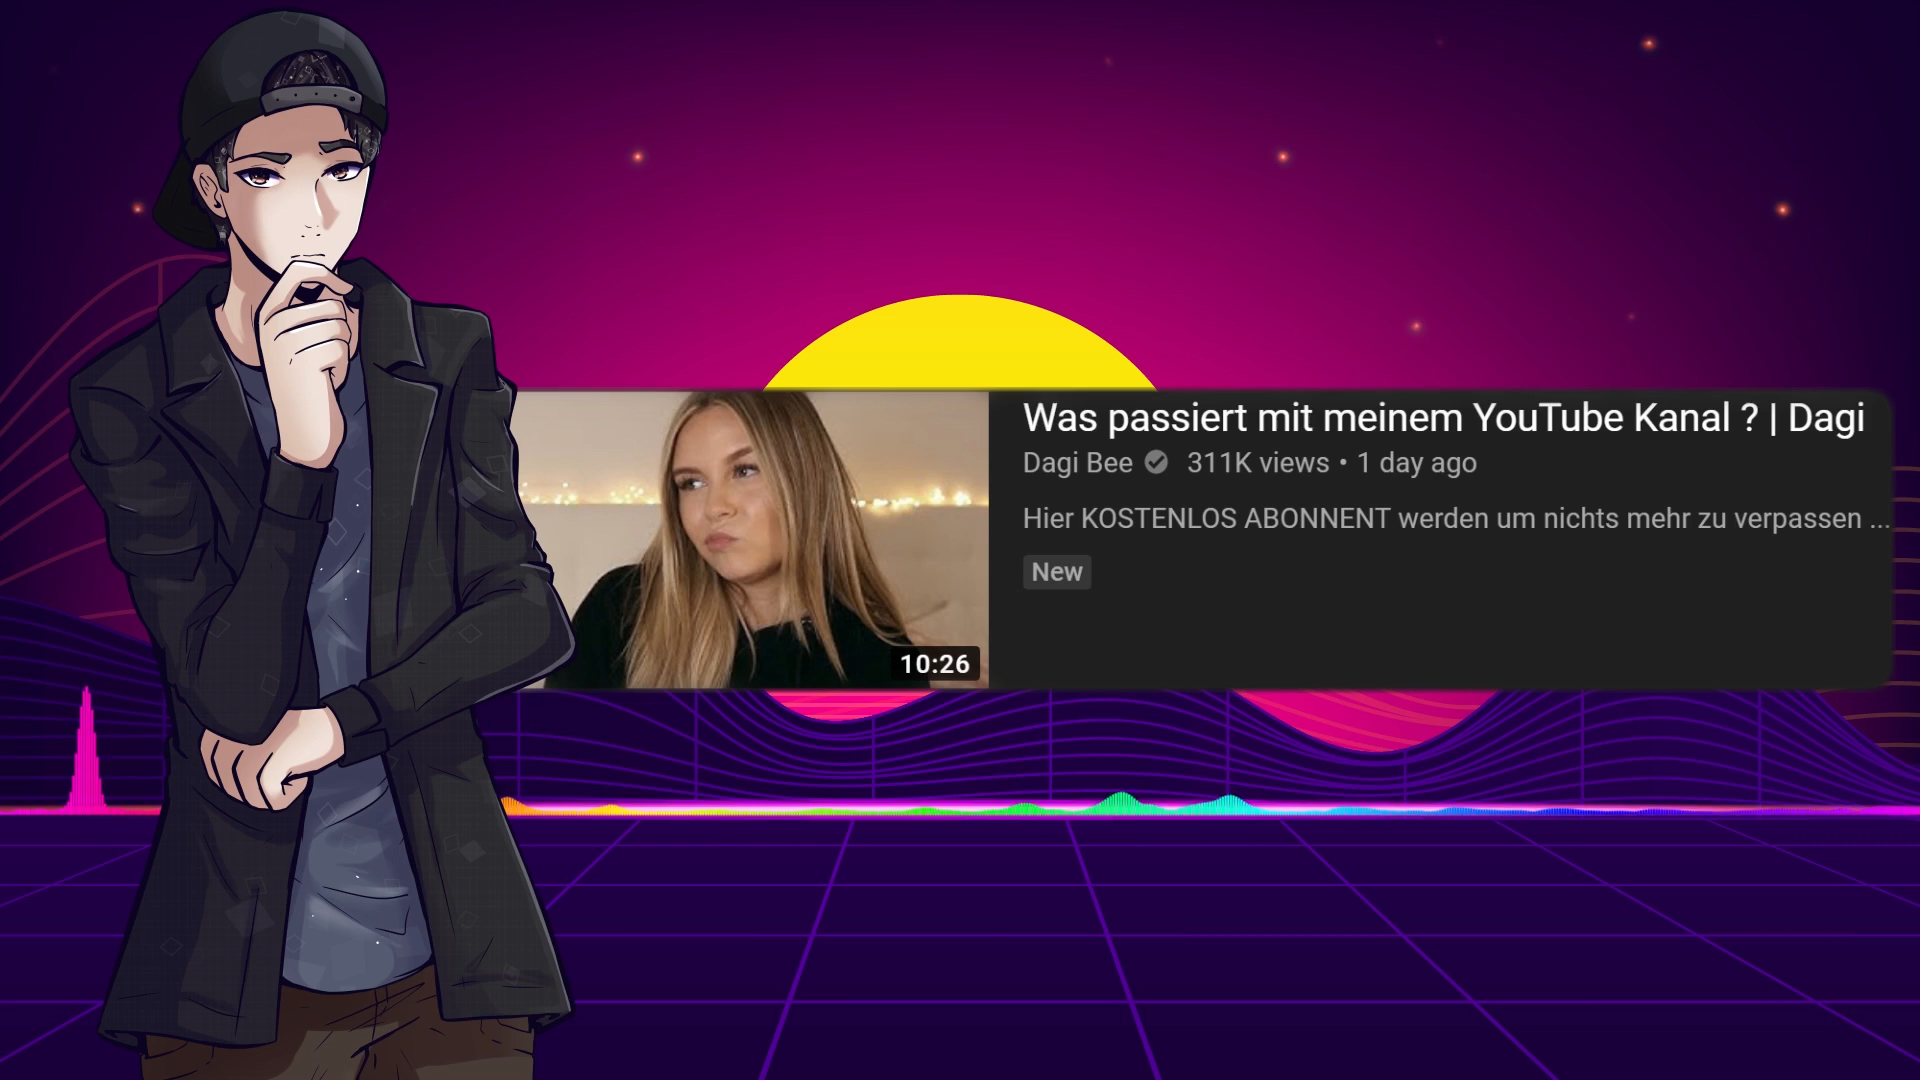 Was passiert mit meinem YouTube Kanal ? | Dagi
Dagi Bee 311K views • 1 day ago
Hier KOSTENLOS ABONNENT werden um nichts mehr zu verpassen ...
New
10:26